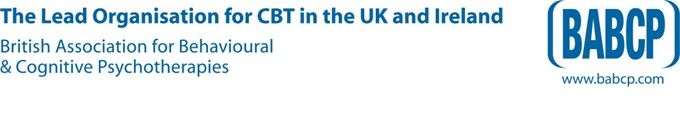 The Lead Organisation for CBT in the UK and Ireland
British Association for Behavioural
& Cognitive Psychotherapies
BABCP
www.babcp.com